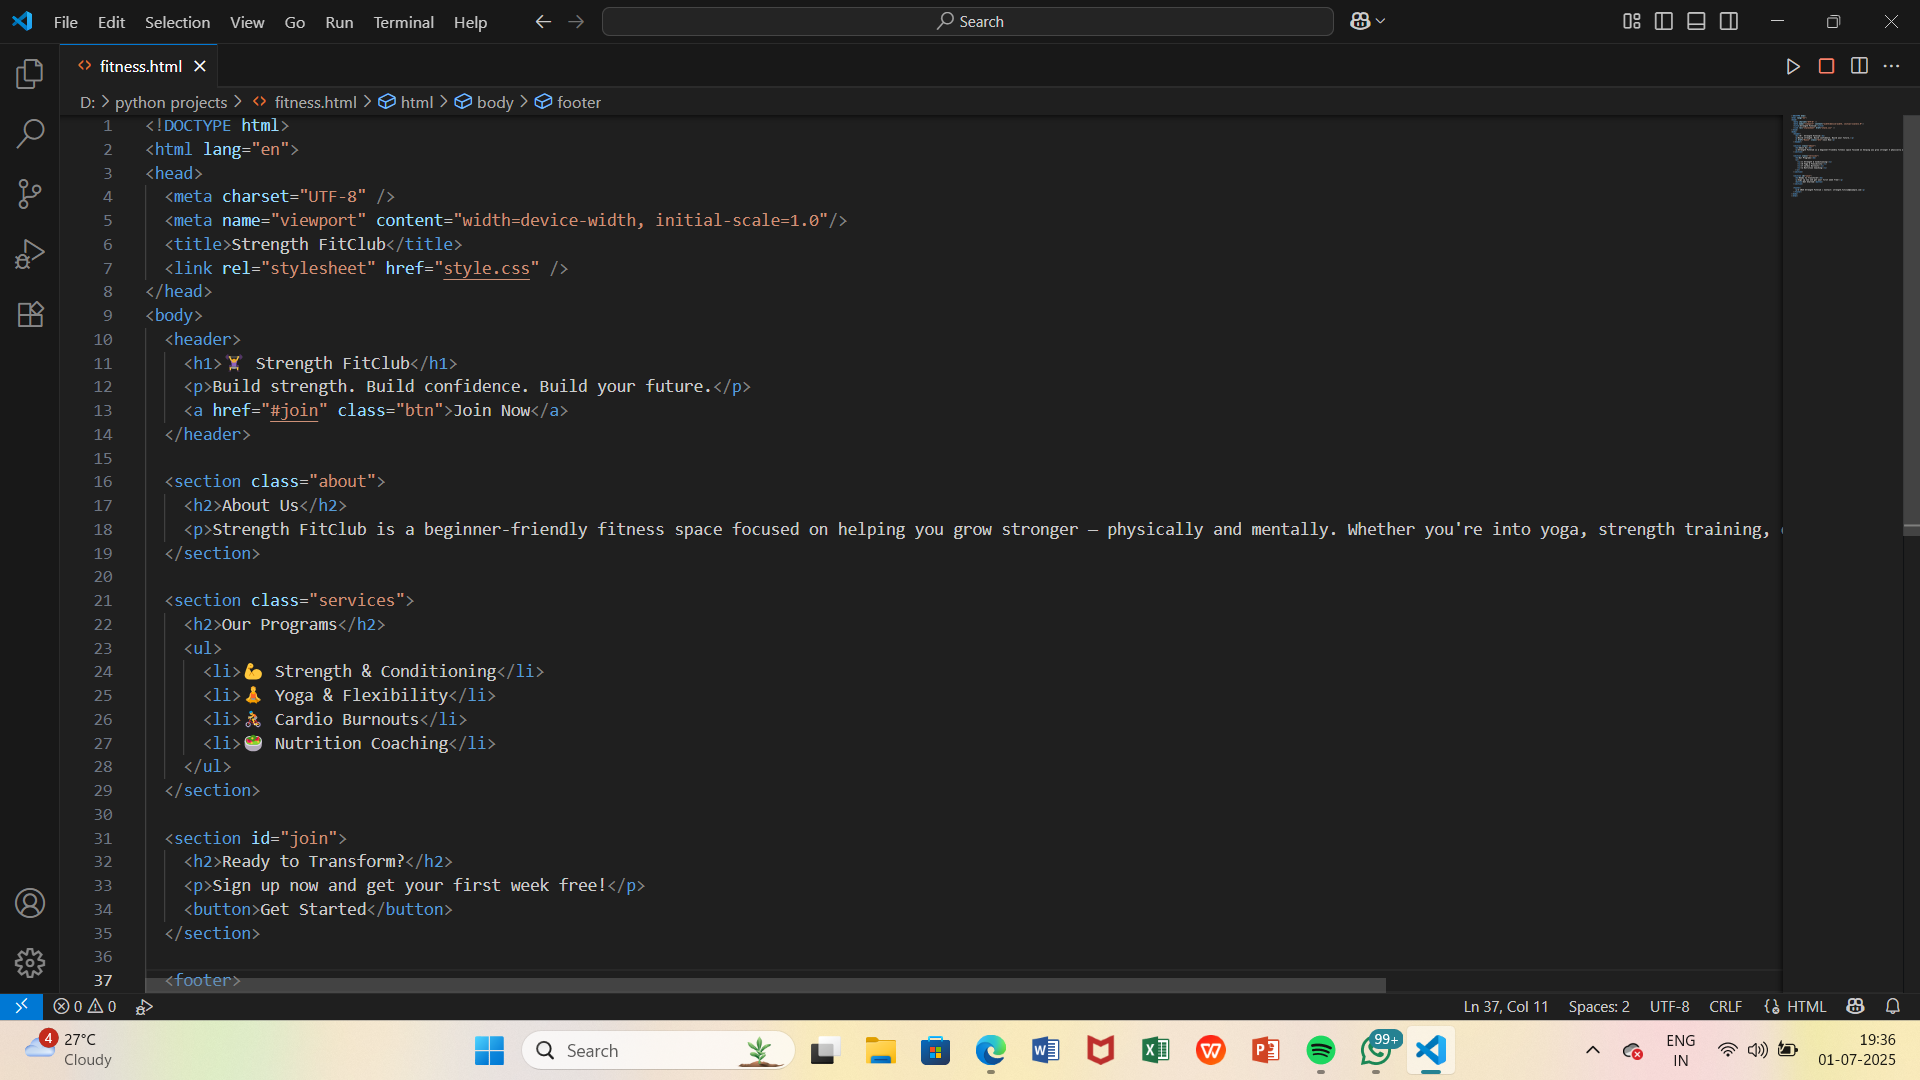 File Edit Selection View Go Run Terminal Help
Search
fitness.html
D: > python projects > fitness.html > html > body > footer
1 <!DOCTYPE html>
2 <html lang="en">
3 <head>
4 <meta charset="UTF-8" />
5 <meta name="viewport" content="width=device-width, initial-scale=1.0"/>
6 <title>Strength FitClub</title>
7 <link rel="stylesheet" href="style.css" />
8 </head>
9 <body>
10 <header>
11 <h1>🏋️ Strength FitClub</h1>
12 <p>Build strength. Build confidence. Build your future.</p>
13 <a href="#join" class="btn">Join Now</a>
14 </header>
15
16 <section class="about">
17 <h2>About Us</h2>
18 <p>Strength FitClub is a beginner-friendly fitness space focused on helping you grow stronger — physically and mentally. Whether you're into yoga, strength training,
19 </section>
20
21 <section class="services">
22 <h2>Our Programs</h2>
23 <ul>
24 <li>💪 Strength & Conditioning</li>
25 <li>🧘 Yoga & Flexibility</li>
26 <li>🚴 Cardio Burnouts</li>
27 <li>🥗 Nutrition Coaching</li>
28 </ul>
29 </section>
30
31 <section id="join">
32 <h2>Ready to Transform?</h2>
33 <p>Sign up now and get your first week free!</p>
34 <button>Get Started</button>
35 </section>
36
37 <footer>
0 0
Ln 37, Col 11 Spaces: 2 UTF-8 CRLF HTML
4 27°C
Cloudy
Search
99+
ENG
IN
19:36
01-07-2025